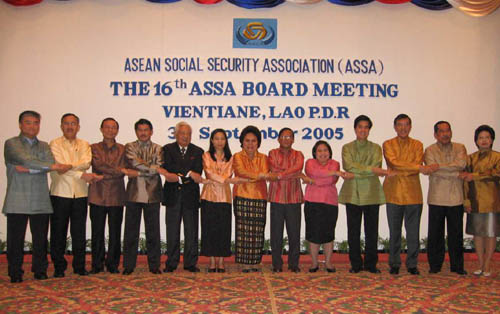 ASEAN SOCIAL SECURITY ASSOCIATION (ASSA)
THE 16th ASSA BOARD MEETING
VIENTIANE, LAO P.D.R
September 2005